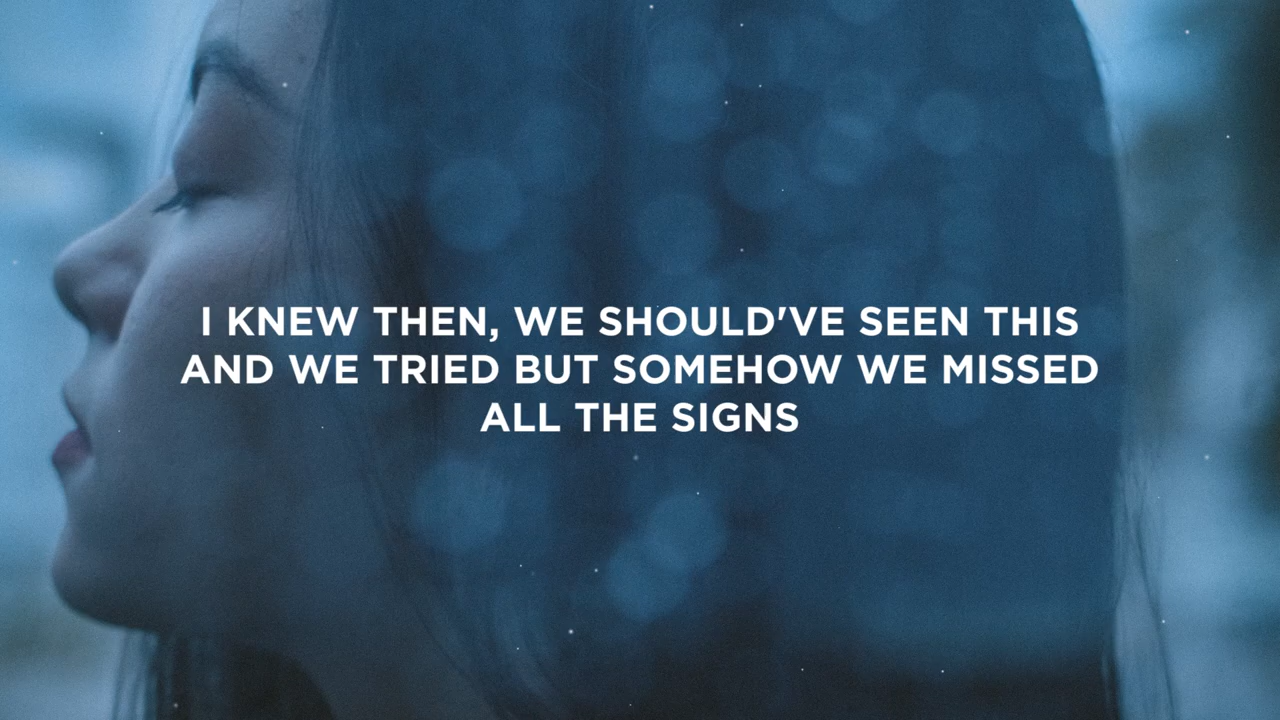 I KNEW THEN, WE SHOULD'VE SEEN THIS
AND WE TRIED BUT SOMEHOW WE MISSED
ALL THE SIGNS